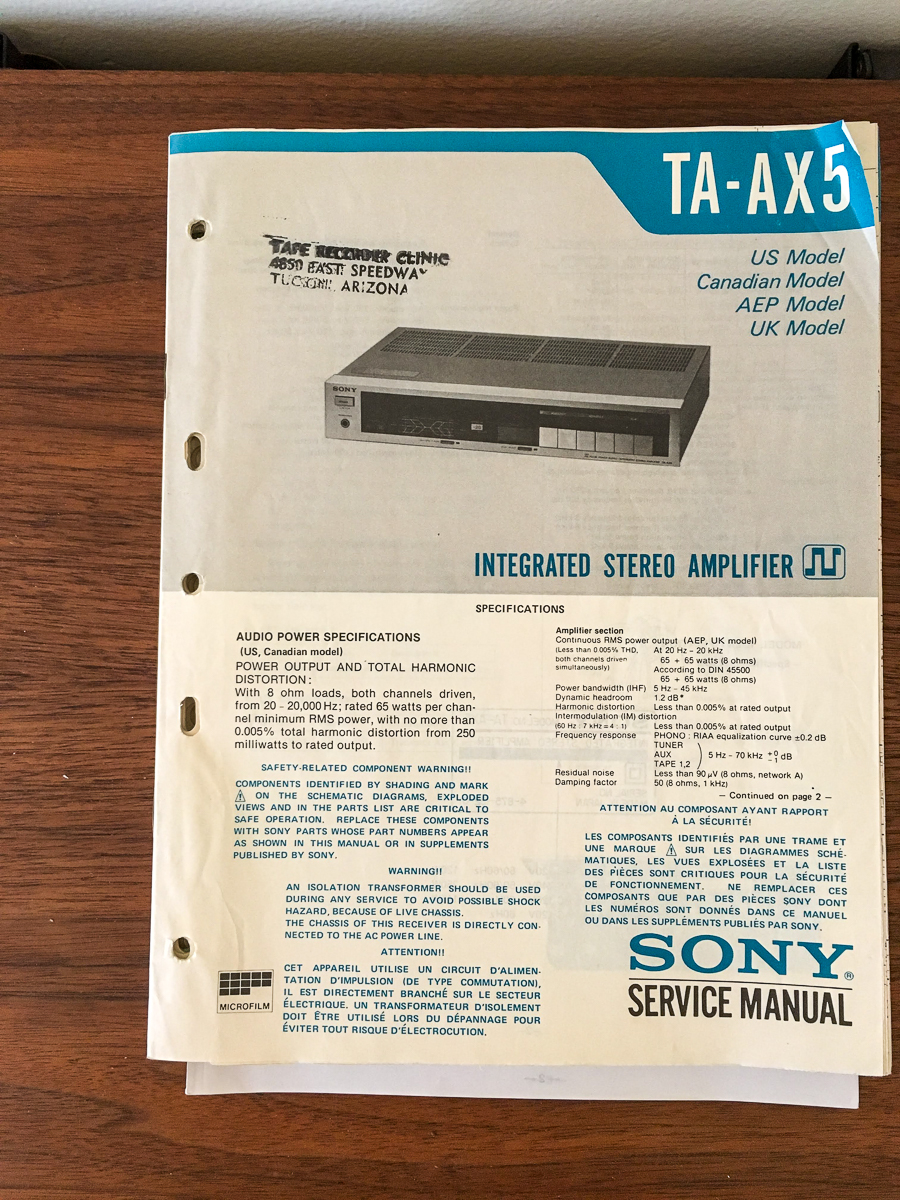 TA-AX5
US Model
Canadian Model
AEP Model
UK Model
TAPE RECORDER CLINIC
4850 EAST SPEEDWAY
TUCSON, ARIZONA
SONY
INTEGRATED STEREO AMPLIFIER
SPECIFICATIONS
AUDIO POWER SPECIFICATIONS
(US, Canadian model)
POWER OUTPUT AND TOTAL HARMONIC
DISTORTION:
With 8 ohm loads, both channels driven,
from 20 - 20,000 Hz; rated 65 watts per chan-
nel minimum RMS power, with no more than
0.005% total harmonic distortion from 250
milliwatts to rated output.
SAFETY-RELATED COMPONENT WARNING!!
COMPONENTS IDENTIFIED BY SHADING AND MARK
⚠ ON THE SCHEMATIC DIAGRAMS, EXPLODED
VIEWS AND IN THE PARTS LIST ARE CRITICAL TO
SAFE OPERATION. REPLACE THESE COMPONENTS
WITH SONY PARTS WHOSE PART NUMBERS APPEAR
AS SHOWN IN THIS MANUAL OR IN SUPPLEMENTS
PUBLISHED BY SONY.
WARNING!!
AN ISOLATION TRANSFORMER SHOULD BE USED
DURING ANY SERVICE TO AVOID POSSIBLE SHOCK
HAZARD, BECAUSE OF LIVE CHASSIS.
THE CHASSIS OF THIS RECEIVER IS DIRECTLY CON-
NECTED TO THE AC POWER LINE.
ATTENTION!!
CET APPAREIL UTILISE UN CIRCUIT D'ALIMEN-
TATION D'IMPULSION (DE TYPE COMMUTATION),
IL EST DIRECTEMENT BRANCHÉ SUR LE SECTEUR
ÉLECTRIQUE. UN TRANSFORMATEUR D'ISOLEMENT
DOIT ÊTRE UTILISÉ LORS DU DÉPANNAGE POUR
ÉVITER TOUT RISQUE D'ÉLECTROCUTION.
MICROFILM
Amplifier section
Continuous RMS power output (AEP, UK model)
(Less than 0.005% THD, At 20 Hz - 20 kHz
both channels driven 65 + 65 watts (8 ohms)
simultaneously) According to DIN 45500
65 + 65 watts (8 ohms)
Power bandwidth (IHF) 5 Hz - 45 kHz
Dynamic headroom 1.2 dB*
Harmonic distortion Less than 0.005% at rated output
Intermodulation (IM) distortion
(60 Hz : 7 kHz = 4 : 1) Less than 0.005% at rated output
Frequency response PHONO : RIAA equalization curve ±0.2 dB
TUNER
AUX 5 Hz - 70 kHz +0 -1 dB
TAPE 1,2
Residual noise Less than 90 μV (8 ohms, network A)
Damping factor 50 (8 ohms, 1 kHz)
— Continued on page 2 —
ATTENTION AU COMPOSANT AYANT RAPPORT
À LA SÉCURITÉ!
LES COMPOSANTS IDENTIFIÉS PAR UNE TRAME ET
UNE MARQUE ⚠ SUR LES DIAGRAMMES SCHÉ-
MATIQUES, LES VUES EXPLOSÉES ET LA LISTE
DES PIÈCES SONT CRITIQUES POUR LA SÉCURITÉ
DE FONCTIONNEMENT. NE REMPLACER CES
COMPOSANTS QUE PAR DES PIÈCES SONY DONT
LES NUMÉROS SONT DONNÉS DANS CE MANUEL
OU DANS LES SUPPLÉMENTS PUBLIÉS PAR SONY.
SONY®
SERVICE MANUAL